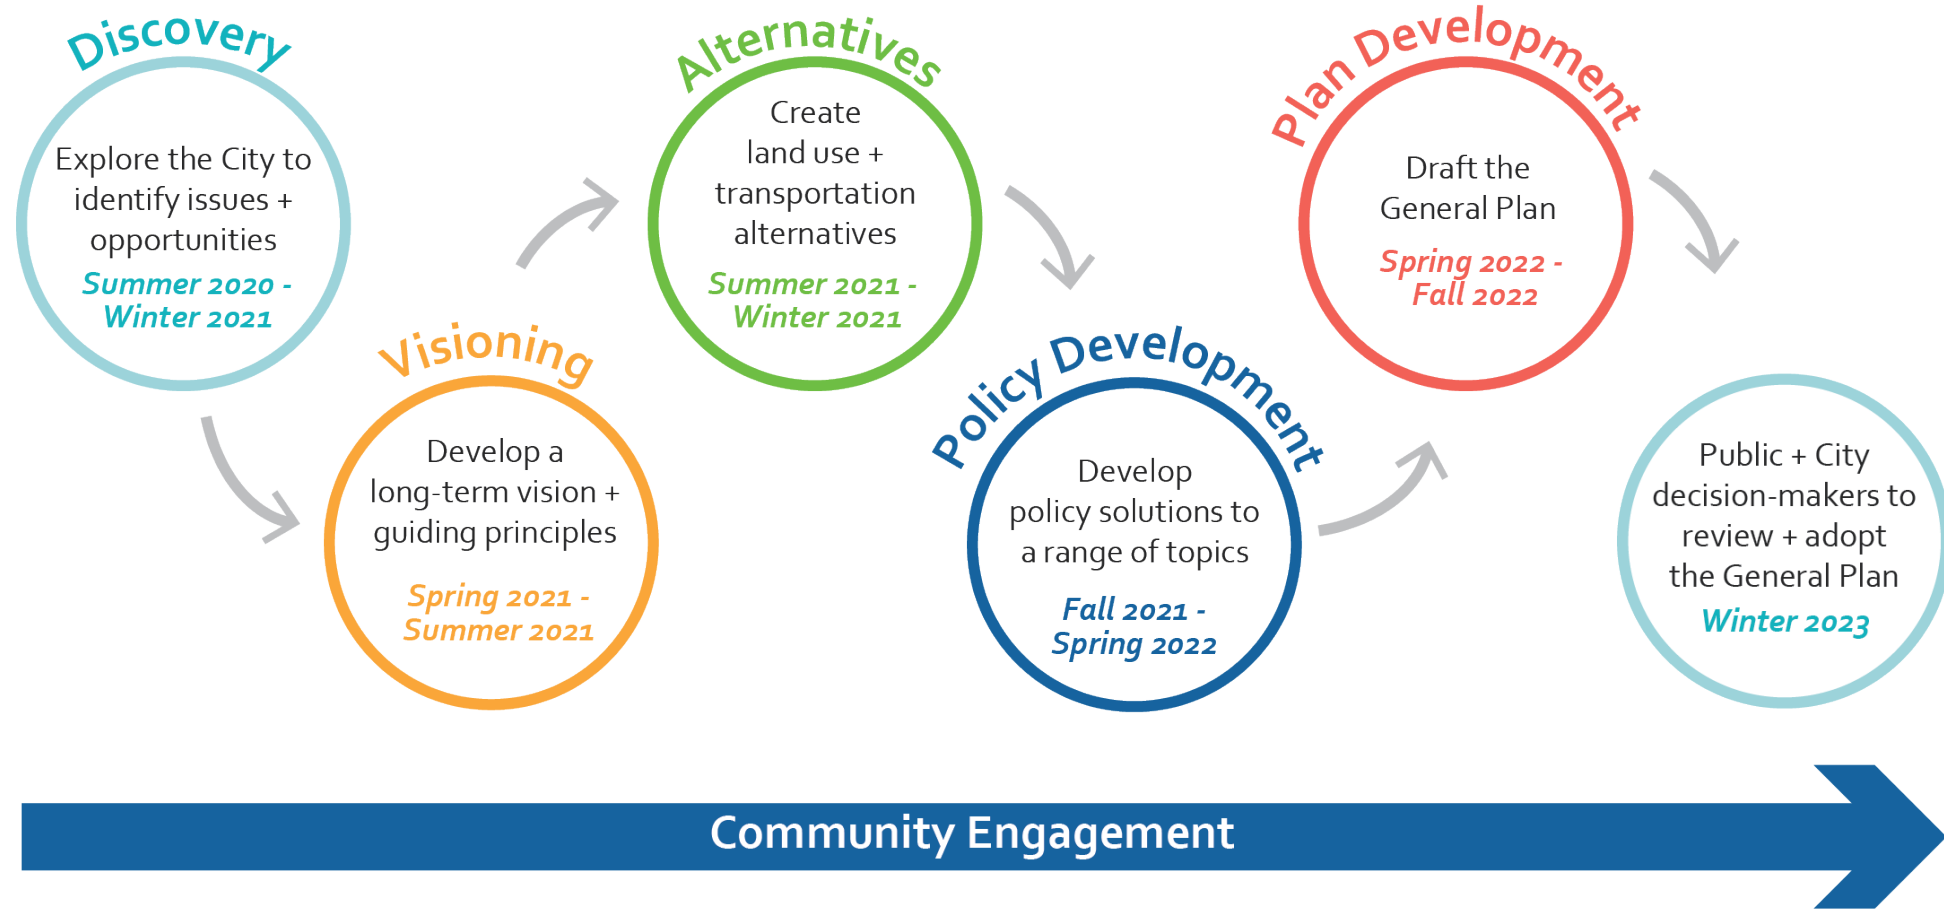 Discovery
Explore the City to
identify issues +
opportunities
Summer 2020 -
Winter 2021
Visioning
Develop a
long-term vision +
guiding principles
Spring 2021 -
Summer 2021
Alternatives
Create
land use +
transportation
alternatives
Summer 2021 -
Winter 2021
Policy Development
Develop
policy solutions to
a range of topics
Fall 2021 -
Spring 2022
Plan Development
Draft the
General Plan
Spring 2022 -
Fall 2022
Public + City
decision-makers to
review + adopt
the General Plan
Winter 2023
Community Engagement